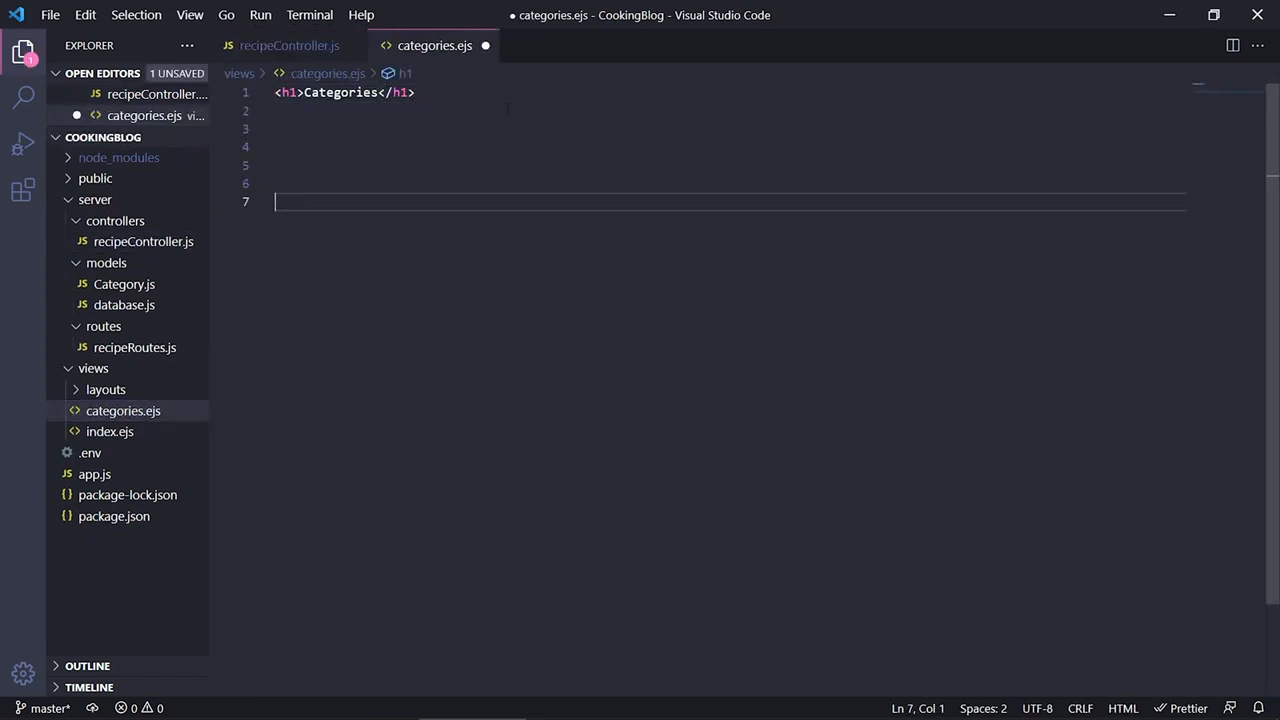 File Edit Selection View Go Run Terminal Help
● categories.ejs - CookingBlog - Visual Studio Code
EXPLORER ...
JS recipeController.js
<> categories.ejs ●
OPEN EDITORS 1 UNSAVED
JS recipeController....
● <> categories.ejs vi...
COOKINGBLOG
node_modules
public
server
controllers
JS recipeController.js
models
JS Category.js
JS database.js
routes
JS recipeRoutes.js
views
layouts
<> categories.ejs
<> index.ejs
.env
JS app.js
{} package-lock.json
{} package.json
OUTLINE
TIMELINE
views > <> categories.ejs > h1
1 <h1>Categories</h1>
2
3
4
5
6
7
1
master* 0 0
Ln 7, Col 1 Spaces: 2 UTF-8 CRLF HTML Prettier